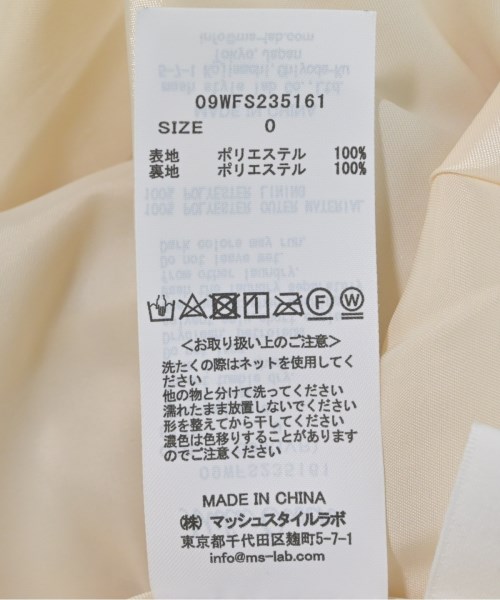 09WFS235161
SIZE 0
表地 ポリエステル 100%
裏地 ポリエステル 100%
F W
<お取り扱い上のご注意>
洗たくの際はネットを使用してく
ださい
他の物と分けて洗ってください
濡れたまま放置しないでください
形を整えてから干してください
濃色は色移りすることがあります
のでご注意ください
MADE IN CHINA
(株) マッシュスタイルラボ
東京都千代田区麹町5-7-1
info@ms-lab.com